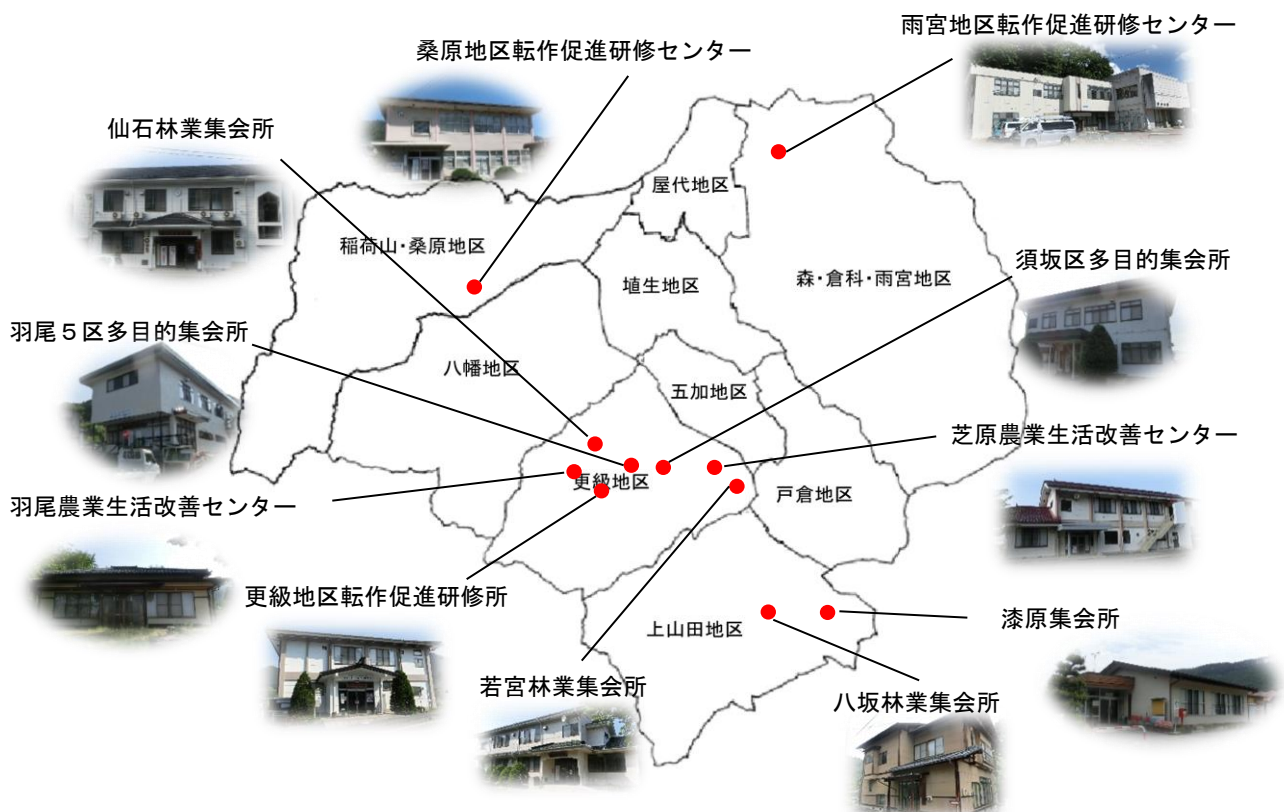 雨宮地区転作促進研修センター
桑原地区転作促進研修センター
仙石林業集会所
屋代地区
稲荷山・桑原地区
須坂区多目的集会所
埴生地区
森・倉科・雨宮地区
羽尾５区多目的集会所
八幡地区
五加地区
芝原農業生活改善センター
更級地区
戸倉地区
羽尾農業生活改善センター
更級地区転作促進研修所
漆原集会所
上山田地区
若宮林業集会所
八坂林業集会所